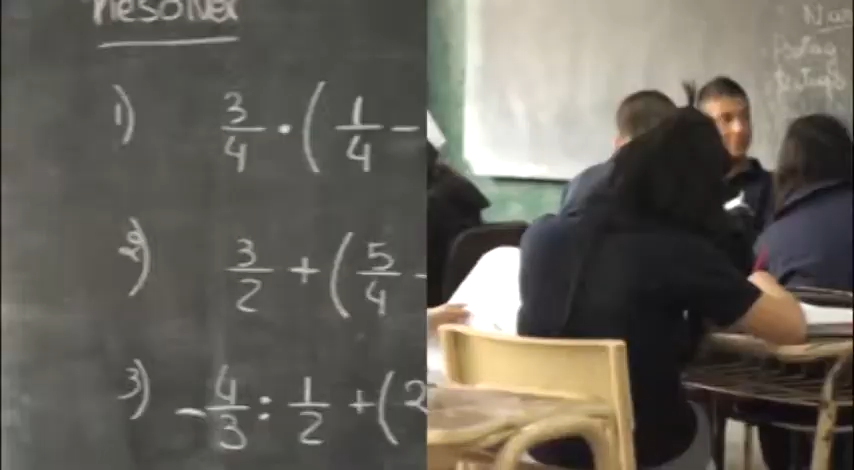 Resolver
1) 3/4 · ( 1/4 -
2) 3/2 + ( 5/4 -
3) - 4/3 : 1/2 + ( 2